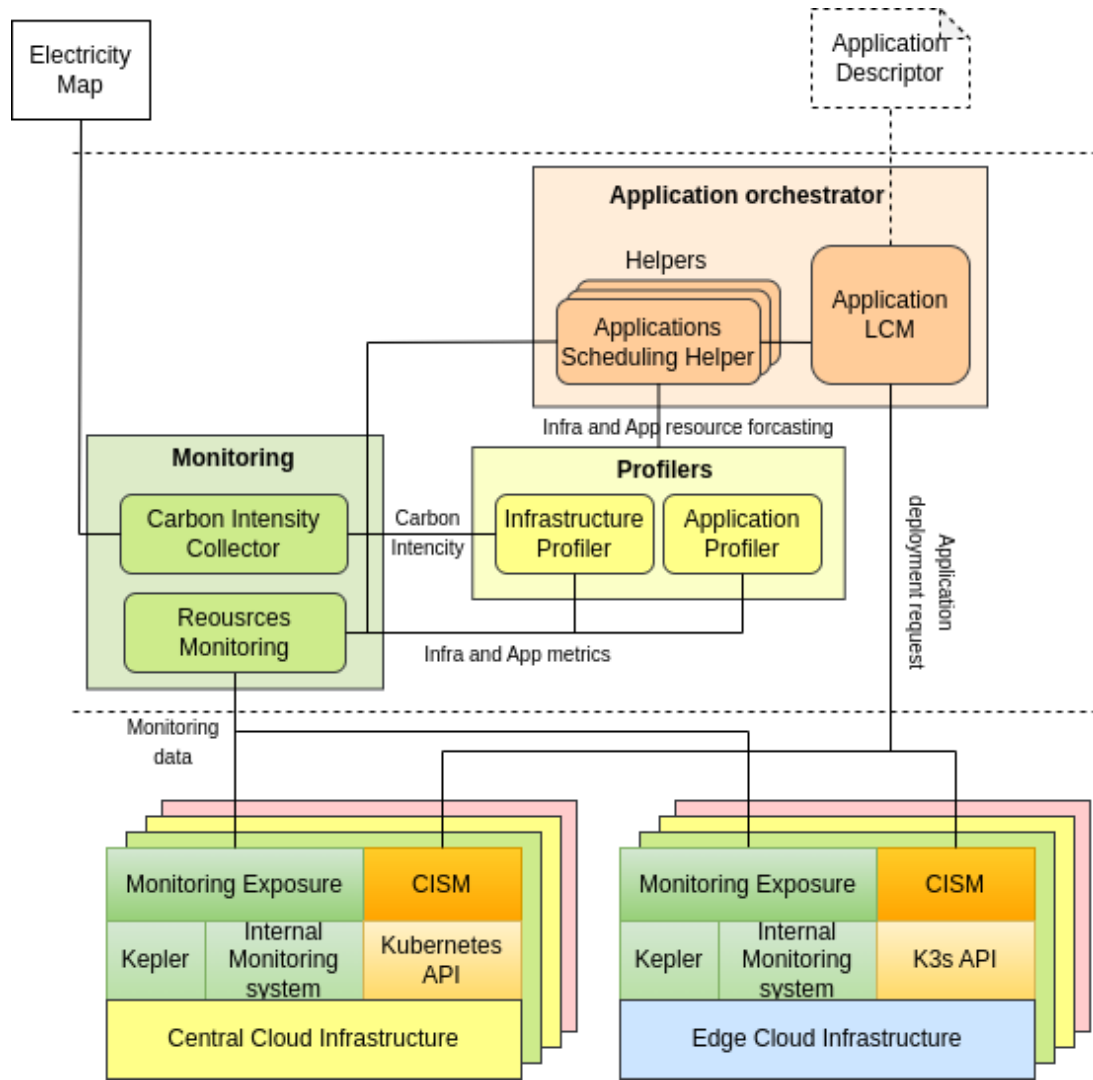 Electricity
Map
Application
Descriptor
Application orchestrator
Helpers
Applications
Scheduling Helper
Application
LCM
Infra and App resource forcasting
Monitoring
Carbon Intensity
Collector
Reousrces
Monitoring
Carbon
Intencity
Profilers
Infrastructure
Profiler
Application
Profiler
Infra and App metrics
Application
deployment request
Monitoring
data
Monitoring Exposure
CISM
Kepler
Internal
Monitoring
system
Kubernetes
API
Central Cloud Infrastructure
Monitoring Exposure
CISM
Kepler
Internal
Monitoring
system
K3s API
Edge Cloud Infrastructure